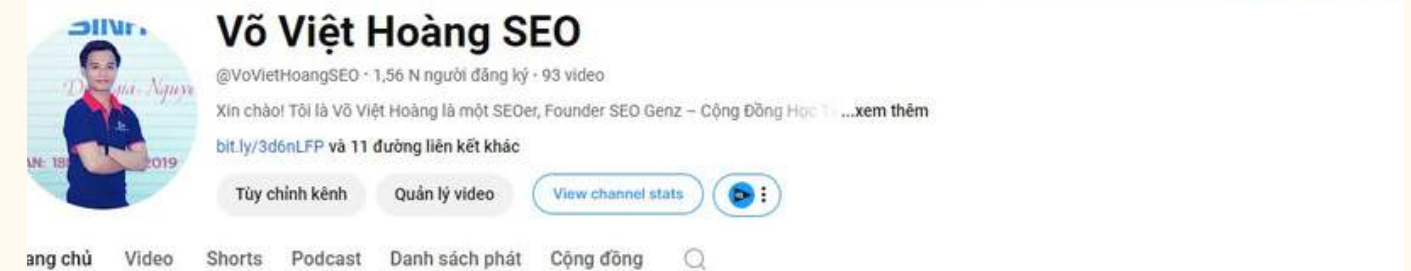 Võ Việt Hoàng SEO
@VoVietHoangSEO · 1,56 N người đăng ký · 93 video
Xin chào! Tôi là Võ Việt Hoàng là một SEOer, Founder SEO Genz – Cộng Đồng Học ...xem thêm
bit.ly/3d6nLFP và 11 đường liên kết khác
Tùy chỉnh kênh Quản lý video View channel stats
ang chủ Video Shorts Podcast Danh sách phát Cộng đồng